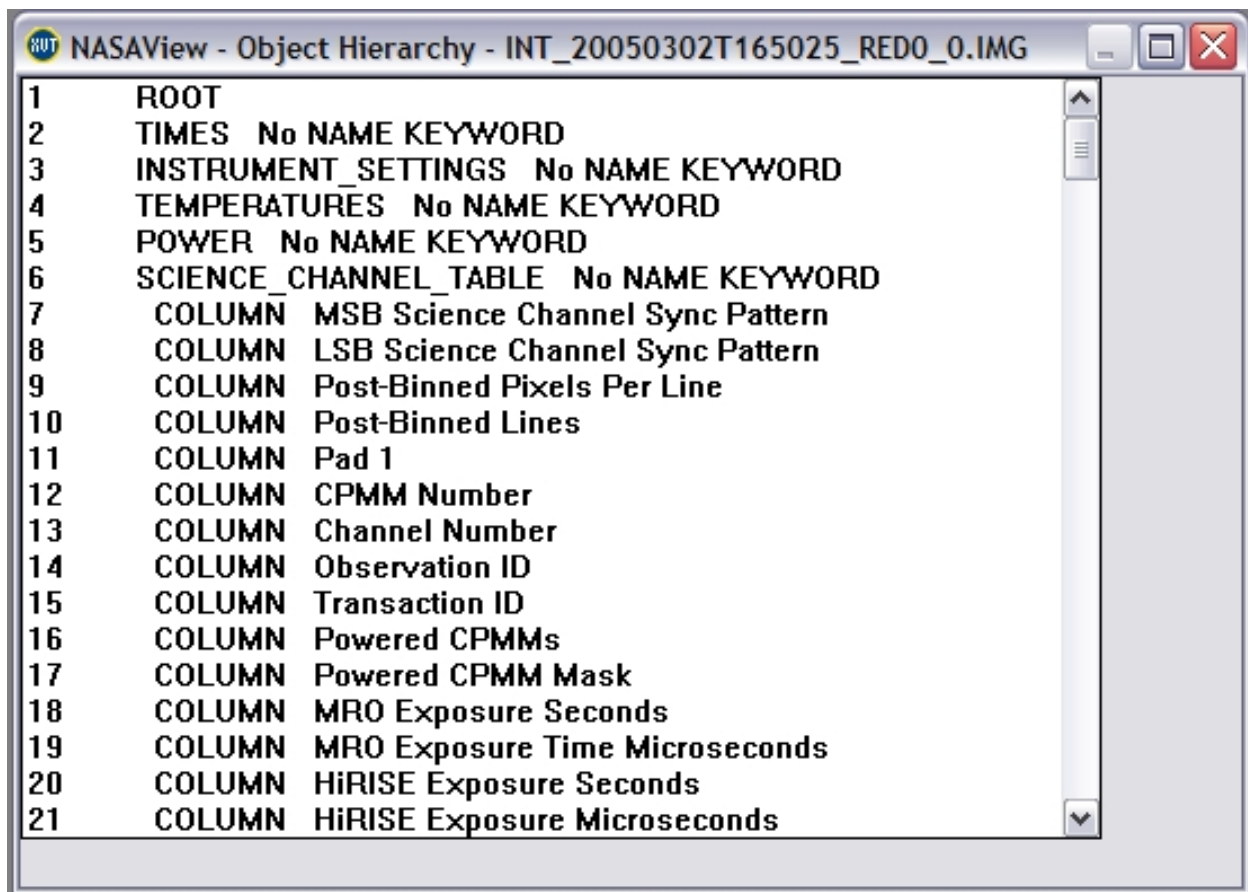 XVT NASAView - Object Hierarchy - INT_20050302T165025_RED0_0.IMG
1 ROOT
2 TIMES No NAME KEYWORD
3 INSTRUMENT_SETTINGS No NAME KEYWORD
4 TEMPERATURES No NAME KEYWORD
5 POWER No NAME KEYWORD
6 SCIENCE_CHANNEL_TABLE No NAME KEYWORD
7 COLUMN MSB Science Channel Sync Pattern
8 COLUMN LSB Science Channel Sync Pattern
9 COLUMN Post-Binned Pixels Per Line
10 COLUMN Post-Binned Lines
11 COLUMN Pad 1
12 COLUMN CPMM Number
13 COLUMN Channel Number
14 COLUMN Observation ID
15 COLUMN Transaction ID
16 COLUMN Powered CPMMs
17 COLUMN Powered CPMM Mask
18 COLUMN MRO Exposure Seconds
19 COLUMN MRO Exposure Time Microseconds
20 COLUMN HiRISE Exposure Seconds
21 COLUMN HiRISE Exposure Microseconds